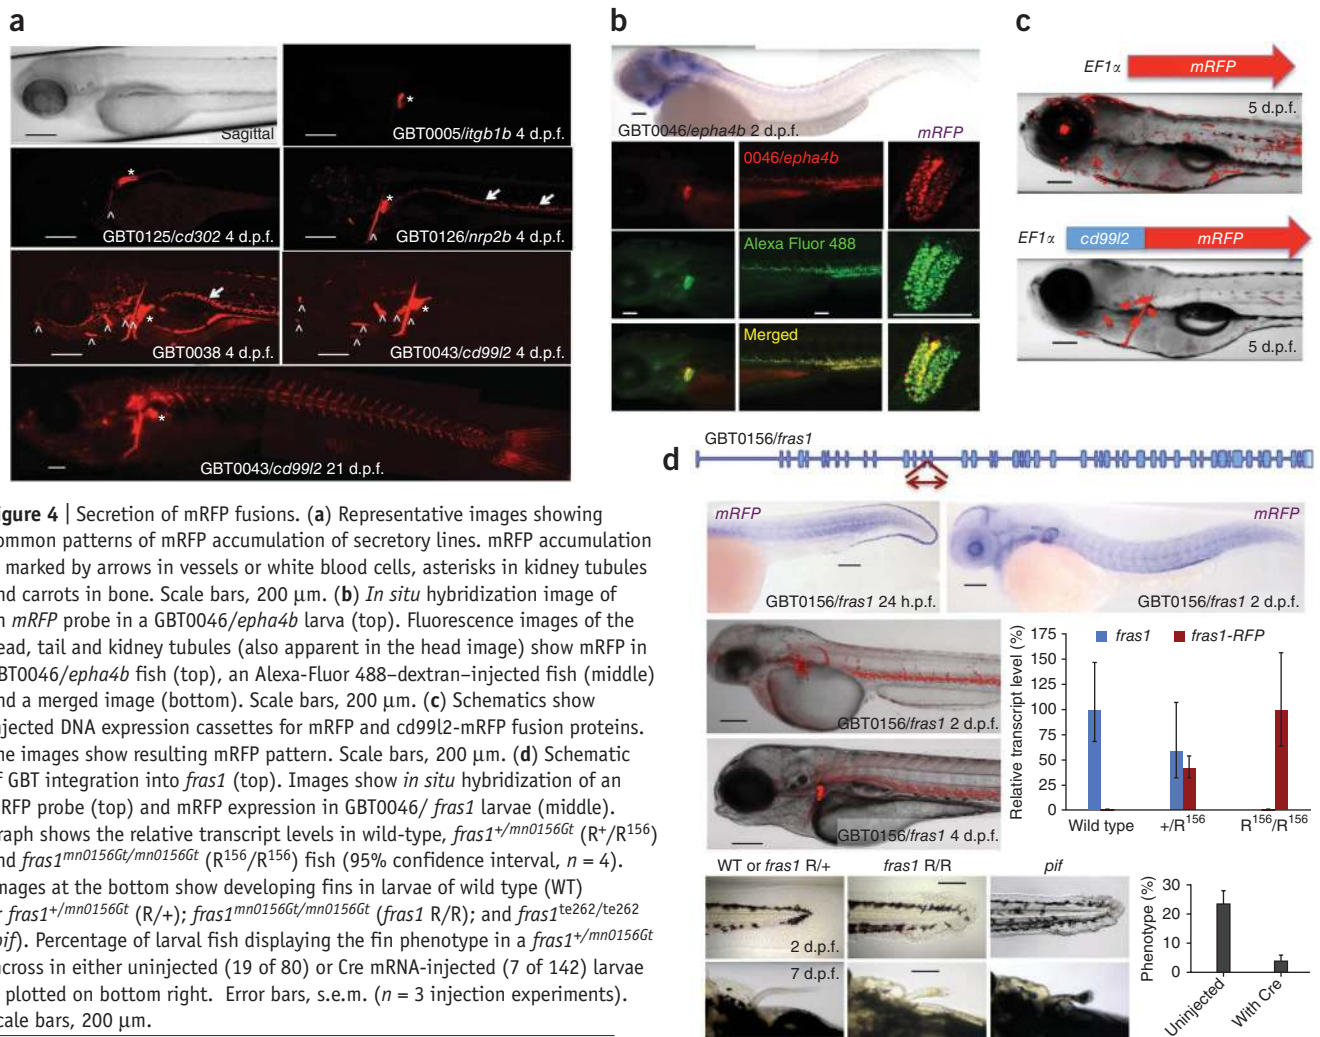 a
Sagittal
GBT0005/itgb1b 4 d.p.f.
*
GBT0125/cd302 4 d.p.f.
*
^
GBT0126/nrp2b 4 d.p.f.
*
^
GBT0038 4 d.p.f.
*
^ ^ ^ ^ ^
GBT0043/cd99l2 4 d.p.f.
*
^ ^ ^ ^ ^ ^
GBT0043/cd99l2 21 d.p.f.
*
b
GBT0046/epha4b 2 d.p.f.
mRFP
0046/epha4b
Alexa Fluor 488
Merged
c
EF1α mRFP
5 d.p.f.
EF1α cd99l2 mRFP
5 d.p.f.
igure 4 | Secretion of mRFP fusions. (a) Representative images showing
ommon patterns of mRFP accumulation of secretory lines. mRFP accumulation
marked by arrows in vessels or white blood cells, asterisks in kidney tubules
nd carrots in bone. Scale bars, 200 µm. (b) In situ hybridization image of
n mRFP probe in a GBT0046/epha4b larva (top). Fluorescence images of the
ead, tail and kidney tubules (also apparent in the head image) show mRFP in
BT0046/epha4b fish (top), an Alexa-Fluor 488–dextran–injected fish (middle)
nd a merged image (bottom). Scale bars, 200 µm. (c) Schematics show
njected DNA expression cassettes for mRFP and cd99l2-mRFP fusion proteins.
he images show resulting mRFP pattern. Scale bars, 200 µm. (d) Schematic
f GBT integration into fras1 (top). Images show in situ hybridization of an
RFP probe (top) and mRFP expression in GBT0046/ fras1 larvae (middle).
raph shows the relative transcript levels in wild-type, fras1+/mn0156Gt (R+/R156)
nd fras1mn0156Gt/mn0156Gt (R156/R156) fish (95% confidence interval, n = 4).
mages at the bottom show developing fins in larvae of wild type (WT)
r fras1+/mn0156Gt (R/+); fras1mn0156Gt/mn0156Gt (fras1 R/R); and fras1te262/te262
pif). Percentage of larval fish displaying the fin phenotype in a fras1+/mn0156Gt
ncross in either uninjected (19 of 80) or Cre mRNA-injected (7 of 142) larvae
plotted on bottom right. Error bars, s.e.m. (n = 3 injection experiments).
cale bars, 200 µm.
d
GBT0156/fras1
mRFP
GBT0156/fras1 24 h.p.f.
mRFP
GBT0156/fras1 2 d.p.f.
GBT0156/fras1 2 d.p.f.
GBT0156/fras1 4 d.p.f.
fras1 fras1-RFP
Relative transcript level (%)
175
150
125
100
75
50
25
0
Wild type +/R156 R156/R156
WT or fras1 R/+ fras1 R/R pif
2 d.p.f.
7 d.p.f.
Phenotype (%)
30
20
10
0
Uninjected
With Cre